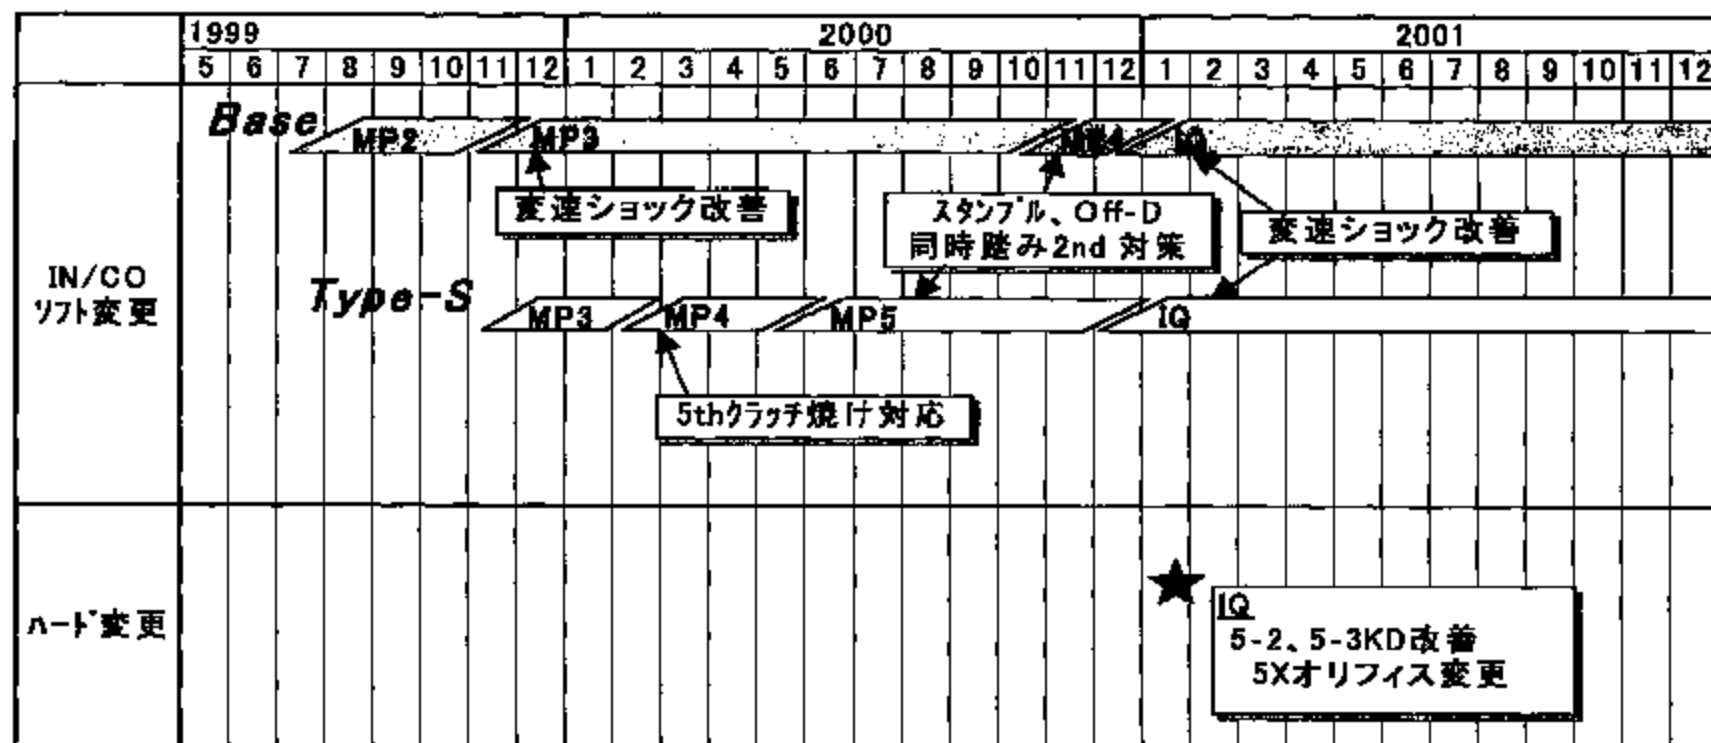 1999 2000 2001
5 6 7 8 9 10 11 12 1 2 3 4 5 6 7 8 9 10 11 12 1 2 3 4 5 6 7 8 9 10 11 12
Base
MP2 MP3 MP4 IQ
変速ショック改善
スタンブル、Off-D
同時踏み2nd 対策
変速ショック改善
IN/CO
ソフト変更
Type-S
MP3 MP4 MP5 IQ
5thクラッチ焼け対応
ハード変更
IQ
5-2、5-3KD改善
5Xオリフィス変更